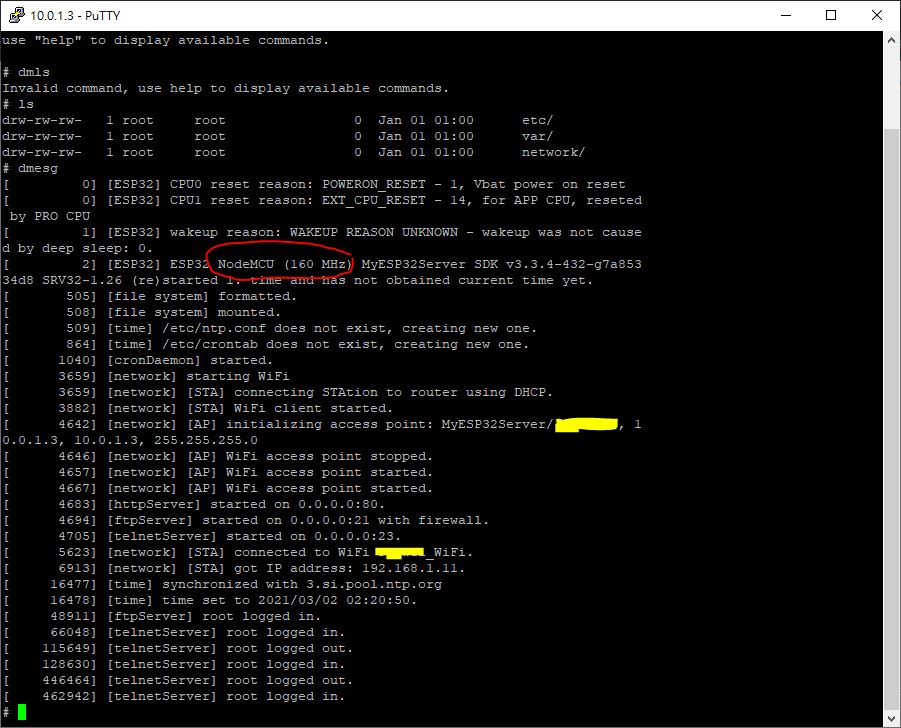 10.0.1.3 - PuTTY
use "help" to display available commands.
# dmls
Invalid command, use help to display available commands.
# ls
drw-rw-rw-   1 root     root                    0  Jan 01 01:00      etc/
drw-rw-rw-   1 root     root                    0  Jan 01 01:00      var/
drw-rw-rw-   1 root     root                    0  Jan 01 01:00      network/
# dmesg
[         0] [ESP32] CPU0 reset reason: POWERON_RESET - 1, Vbat power on reset
[         0] [ESP32] CPU1 reset reason: EXT_CPU_RESET - 14, for APP CPU, reseted
 by PRO CPU
[         1] [ESP32] wakeup reason: WAKEUP REASON UNKNOWN - wakeup was not cause
d by deep sleep: 0.
[         2] [ESP32] ESP32 NodeMCU (160 MHz) MyESP32Server SDK v3.3.4-432-g7a853
34d8 SRV32-1.26 (re)started 1. time and has not obtained current time yet.
[       505] [file system] formatted.
[       508] [file system] mounted.
[       509] [time] /etc/ntp.conf does not exist, creating new one.
[       864] [time] /etc/crontab does not exist, creating new one.
[      1040] [cronDaemon] started.
[      3659] [network] starting WiFi
[      3659] [network] [STA] connecting STAtion to router using DHCP.
[      3882] [network] [STA] WiFi client started.
[      4642] [network] [AP] initializing access point: MyESP32Server/, 1
0.0.1.3, 10.0.1.3, 255.255.255.0
[      4646] [network] [AP] WiFi access point stopped.
[      4657] [network] [AP] WiFi access point started.
[      4667] [network] [AP] WiFi access point started.
[      4683] [httpServer] started on 0.0.0.0:80.
[      4694] [ftpServer] started on 0.0.0.0:21 with firewall.
[      4705] [telnetServer] started on 0.0.0.0:23.
[      5623] [network] [STA] connected to WiFi _WiFi.
[      6913] [network] [STA] got IP address: 192.168.1.11.
[     16477] [time] synchronized with 3.si.pool.ntp.org
[     16478] [time] time set to 2021/03/02 02:20:50.
[     48911] [ftpServer] root logged in.
[     66048] [telnetServer] root logged in.
[    115649] [telnetServer] root logged out.
[    128630] [telnetServer] root logged in.
[    446464] [telnetServer] root logged out.
[    462942] [telnetServer] root logged in.
#